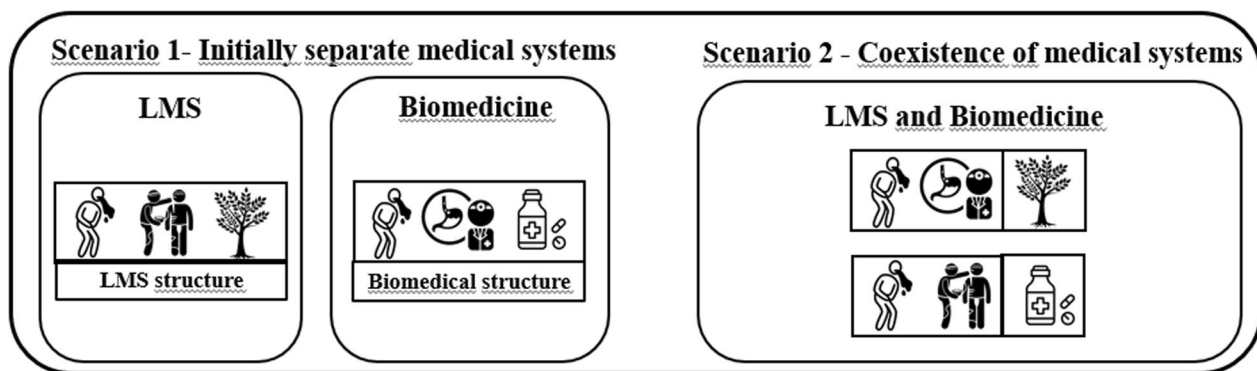 Scenario 1- Initially separate medical systems
LMS
LMS structure
Biomedicine
Biomedical structure
Scenario 2 - Coexistence of medical systems
LMS and Biomedicine